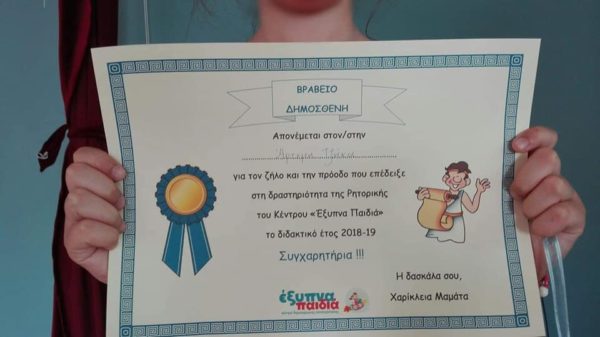 ΒΡΑΒΕΙΟ
ΔΗΜΟΣΘΕΝΗ
Απονέμεται στον/στην
για τον ζήλο και την πρόοδο που επέδειξε
στη δραστηριότητα της Ρητορικής
του Κέντρου «Έξυπνα Παιδιά»
το διδακτικό έτος 2018-19
Συγχαρητήρια !!!
έξυπνα
παιδιά
Η δασκάλα σου,
Χαρίκλεια Μαμάτα